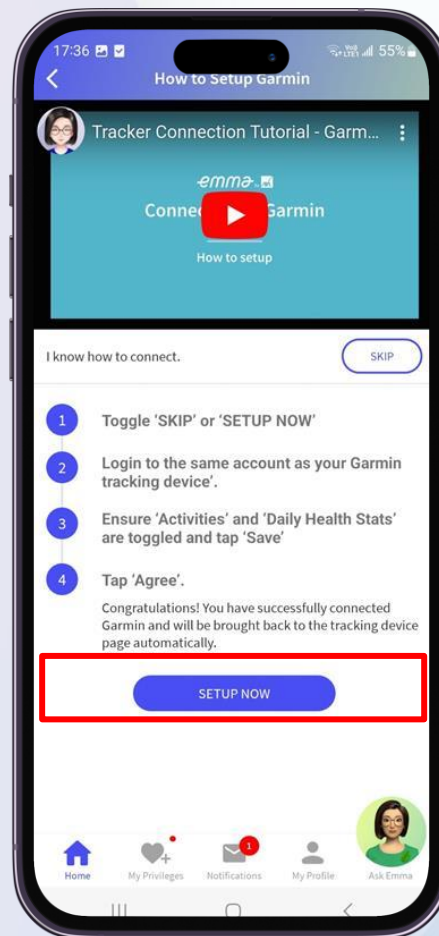 17:36 55%
How to Setup Garmin
Tracker Connection Tutorial - Garm...
emma
Connec Garmin
How to setup
I know how to connect.
SKIP
1 Toggle ‘SKIP’ or ‘SETUP NOW’
2 Login to the same account as your Garmin
tracking device’.
3 Ensure ‘Activities’ and ‘Daily Health Stats’
are toggled and tap ‘Save’
4 Tap ‘Agree’.
Congratulations! You have successfully connected
Garmin and will be brought back to the tracking device
page automatically.
SETUP NOW
1
Home My Privileges Notifications My Profile Ask Emma